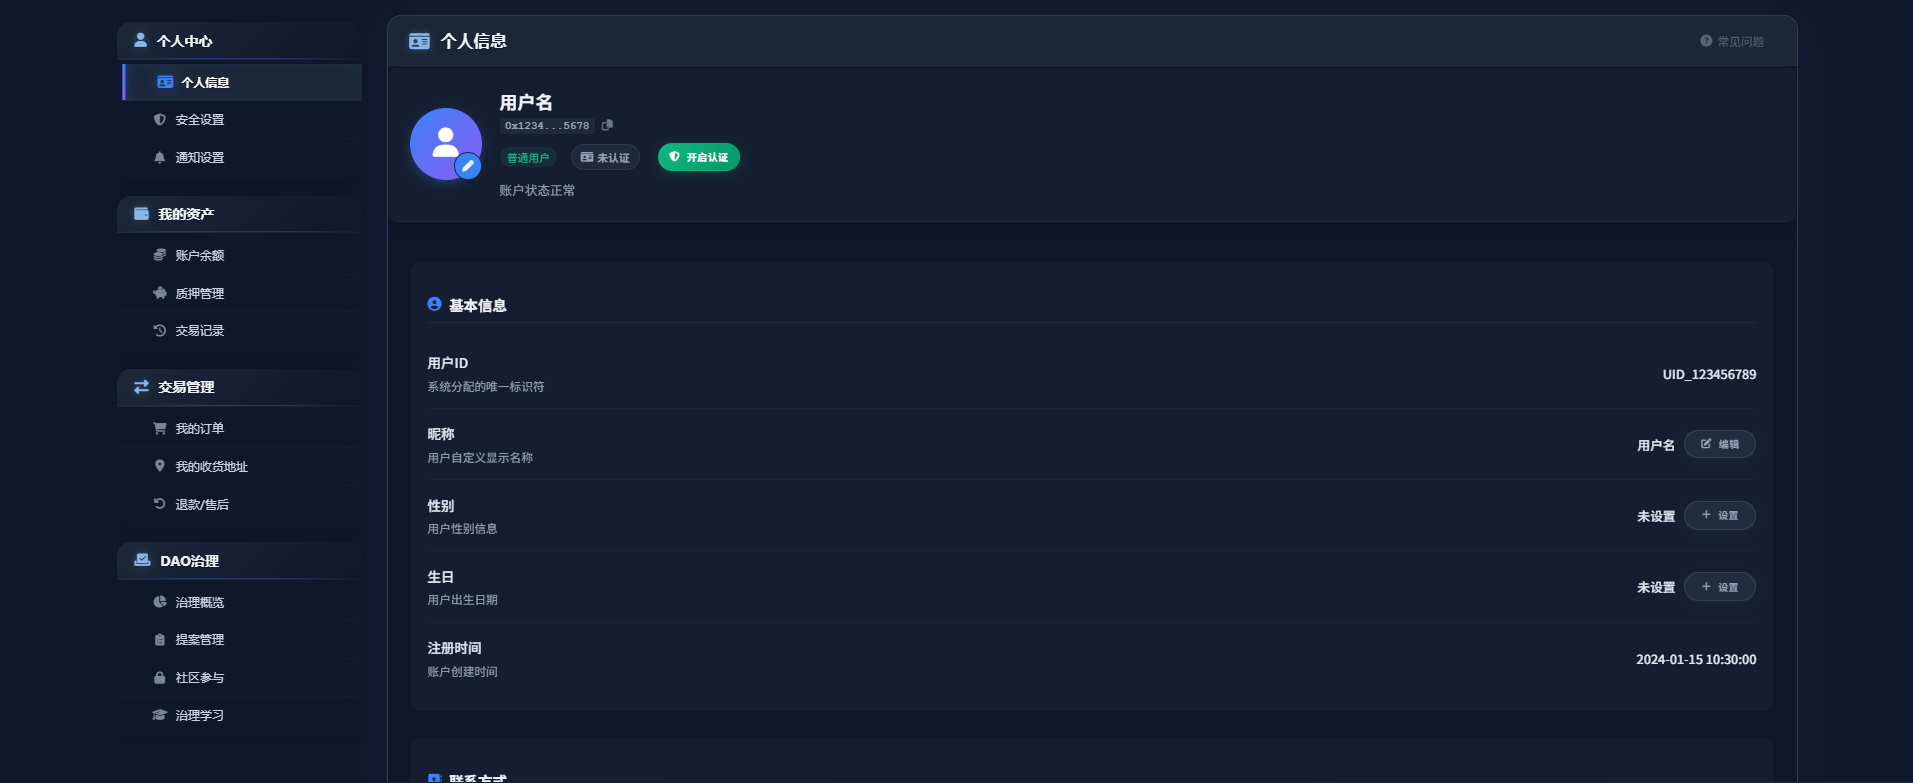 个人中心
个人信息
安全设置
通知设置
我的资产
账户余额
质押管理
交易记录
交易管理
我的订单
我的收货地址
退款/售后
DAO治理
治理概览
提案管理
社区参与
治理学习
个人信息
常见问题
用户名
0x1234...5678
普通用户 未认证 开启认证
账户状态正常
基本信息
用户ID
系统分配的唯一标识符
UID_123456789
昵称
用户自定义显示名称
用户名 编辑
性别
用户性别信息
未设置 设置
生日
用户出生日期
未设置 设置
注册时间
账户创建时间
2024-01-15 10:30:00
联系方式